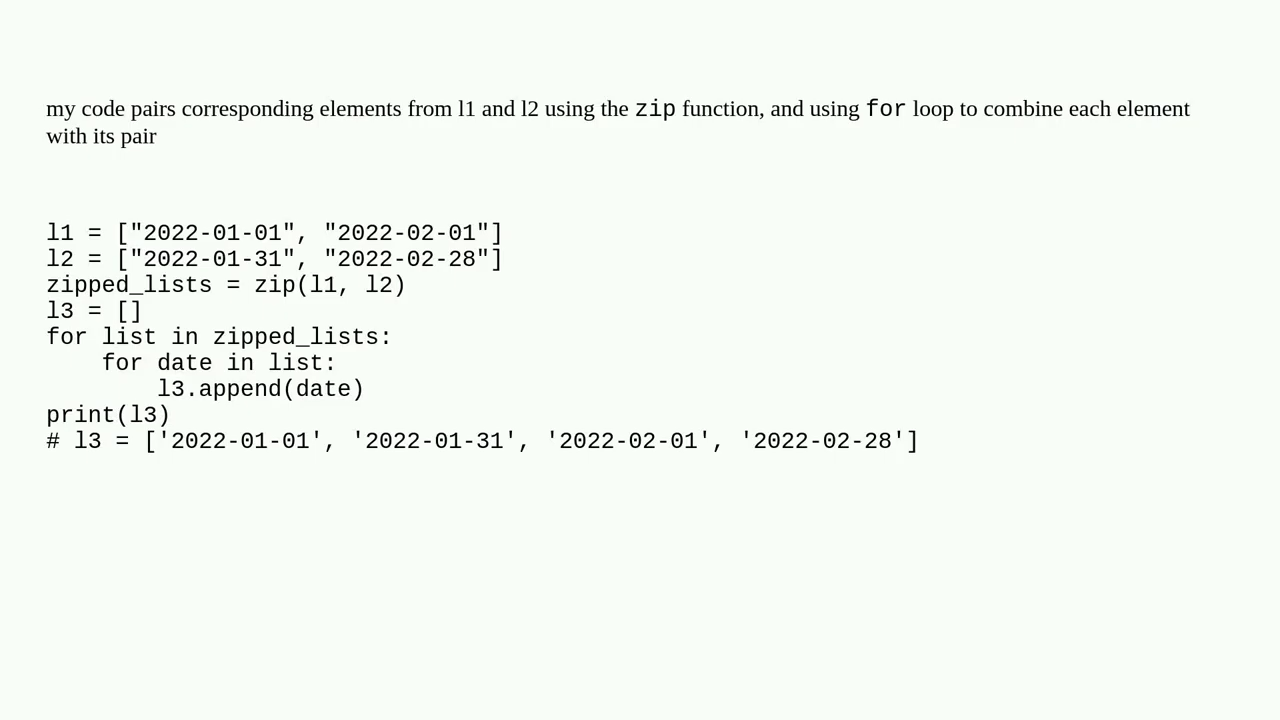 my code pairs corresponding elements from l1 and l2 using the zip function, and using for loop to combine each element
with its pair
l1 = ["2022-01-01", "2022-02-01"]
l2 = ["2022-01-31", "2022-02-28"]
zipped_lists = zip(l1, l2)
l3 = []
for list in zipped_lists:
    for date in list:
        l3.append(date)
print(l3)
# l3 = ['2022-01-01', '2022-01-31', '2022-02-01', '2022-02-28']